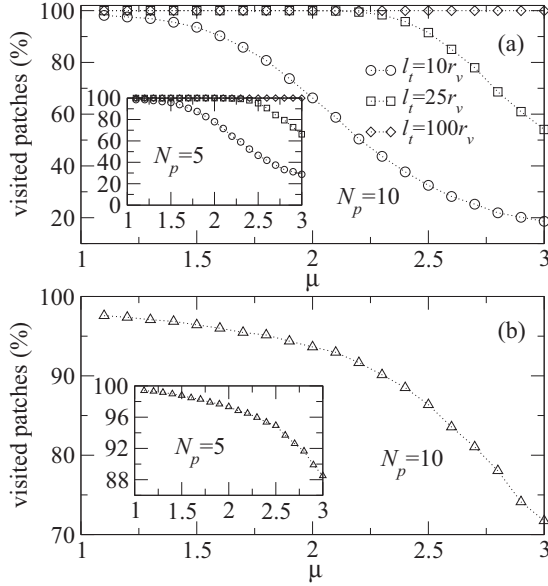 100
80
60
40
20
visited patches (%)
(a)
l_t=10r_v
l_t=25r_v
l_t=100r_v
100
80
60
40
20
0
N_p=5
1 1.5 2 2.5 3
N_p=10
1 1.5 2 2.5 3
μ
100
90
80
70
visited patches (%)
(b)
100
96
92
88
N_p=5
1 1.5 2 2.5 3
N_p=10
1 1.5 2 2.5 3
μ